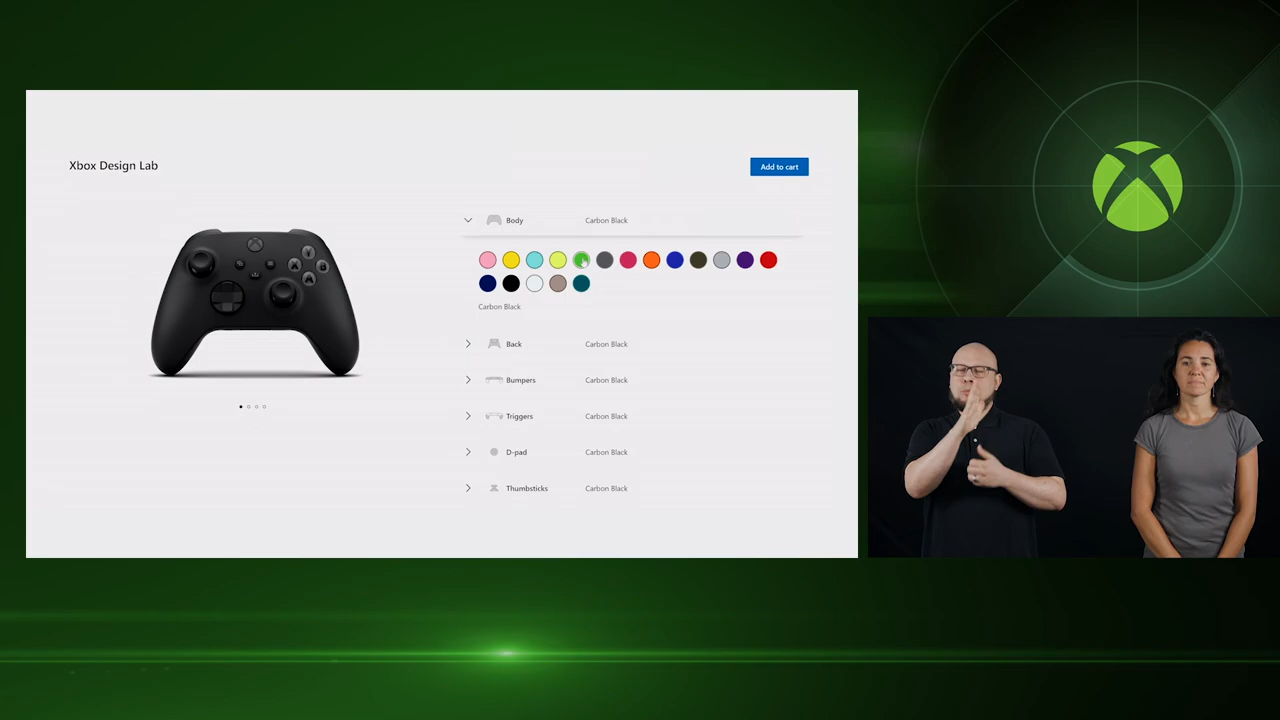 Xbox Design Lab
Add to cart
Body Carbon Black
Carbon Black
Back Carbon Black
Bumpers Carbon Black
Triggers Carbon Black
D-pad Carbon Black
Thumbsticks Carbon Black